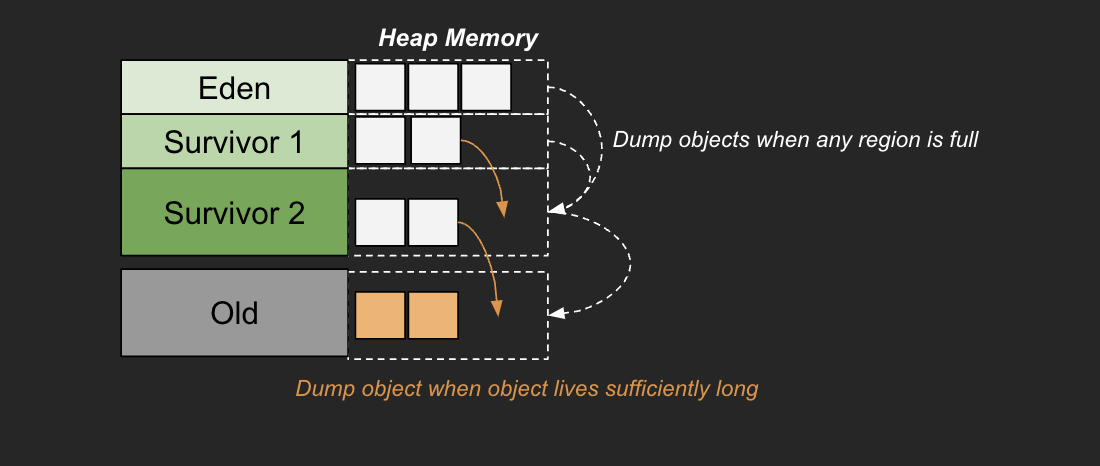 Heap Memory
Eden
Survivor 1
Dump objects when any region is full
Survivor 2
Old
Dump object when object lives sufficiently long